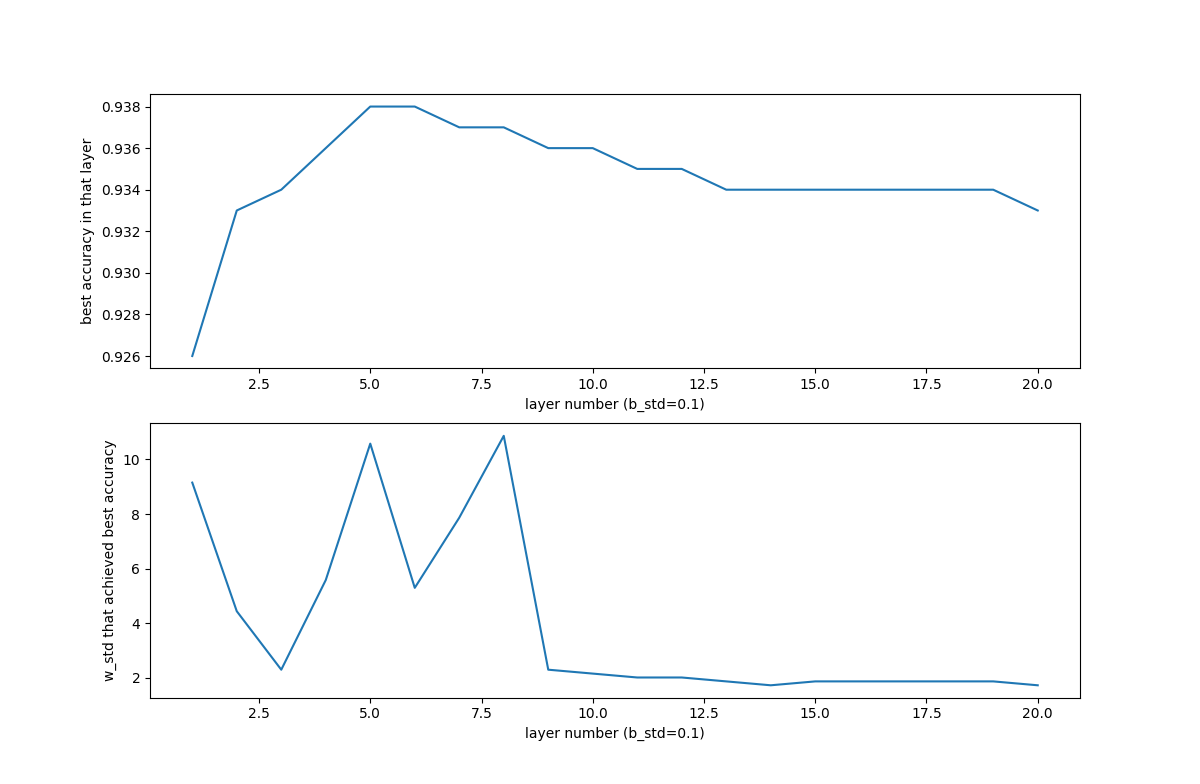 0.938
0.936
0.934
0.932
0.930
0.928
0.926
best accuracy in that layer
2.5 5.0 7.5 10.0 12.5 15.0 17.5 20.0
layer number (b_std=0.1)
10
8
6
4
2
w_std that achieved best accuracy
2.5 5.0 7.5 10.0 12.5 15.0 17.5 20.0
layer number (b_std=0.1)